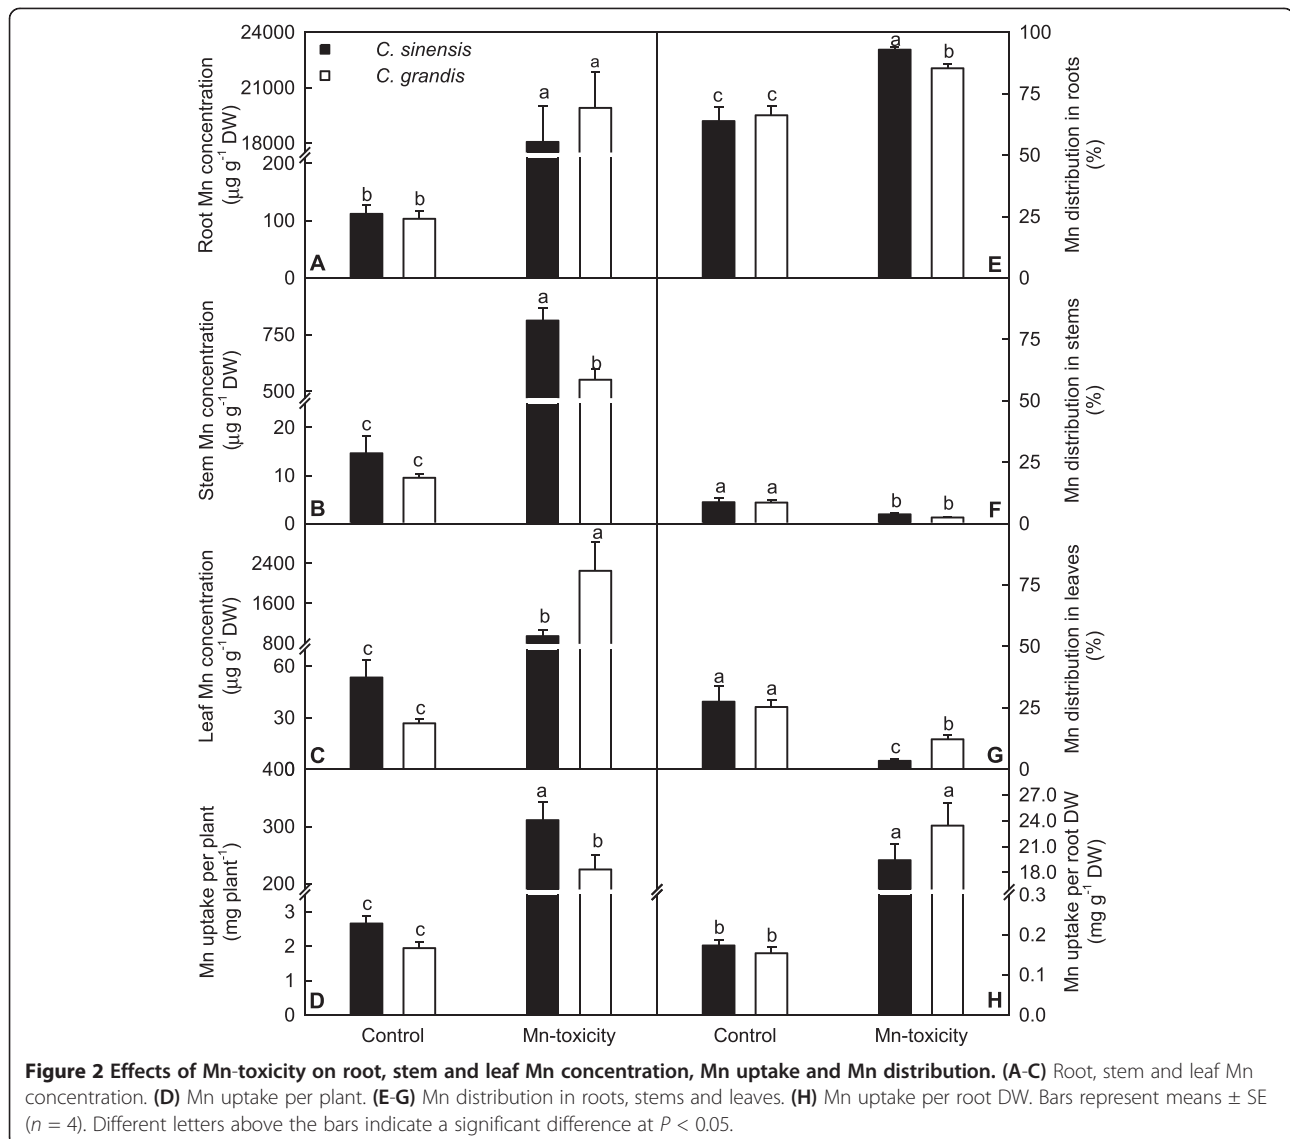 C. sinensis
C. grandis
Root Mn concentration
(µg g-1 DW)
24000
21000
18000
200
100
0
b
b
a
a
A
Mn distribution in roots
(%)
100
75
50
25
0
c
c
a
b
E
Stem Mn concentration
(µg g-1 DW)
750
500
20
10
0
c
c
a
b
B
Mn distribution in stems
(%)
75
50
25
0
a
a
b
b
F
Leaf Mn concentration
(µg g-1 DW)
2400
1600
800
60
30
c
c
b
a
C
Mn distribution in leaves
(%)
75
50
25
0
a
a
c
b
G
Mn uptake per plant
(mg plant-1)
400
300
200
3
2
1
0
c
c
a
b
D
Mn uptake per root DW
(mg g-1 DW)
27.0
24.0
21.0
18.0
0.3
0.2
0.1
0.0
b
b
a
a
H
Control Mn-toxicity Control Mn-toxicity
Figure 2 Effects of Mn-toxicity on root, stem and leaf Mn concentration, Mn uptake and Mn distribution. (A-C) Root, stem and leaf Mn
concentration. (D) Mn uptake per plant. (E-G) Mn distribution in roots, stems and leaves. (H) Mn uptake per root DW. Bars represent means ± SE
(n = 4). Different letters above the bars indicate a significant difference at P < 0.05.